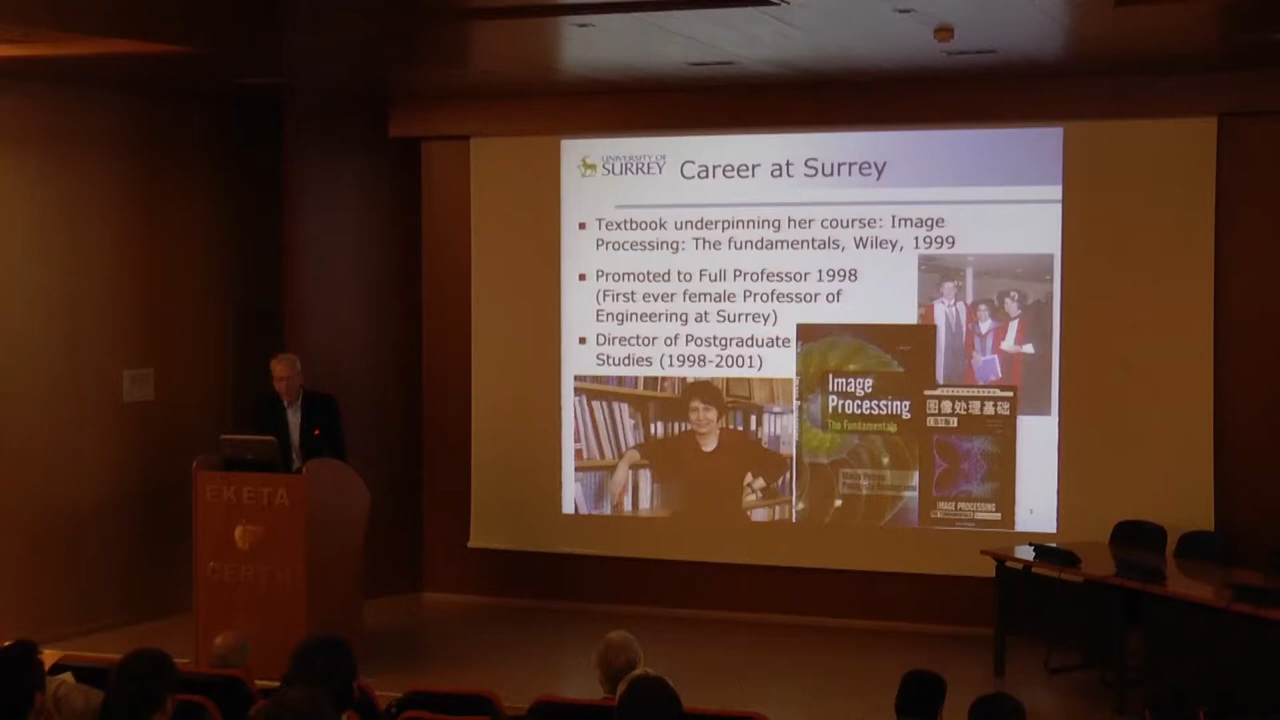 UNIVERSITY OF
SURREY
Career at Surrey
Textbook underpinning her course: Image
Processing: The fundamentals, Wiley, 1999
Promoted to Full Professor 1998
(First ever female Professor of
Engineering at Surrey)
Director of Postgraduate
Studies (1998-2001)
Image
Processing
The Fundamentals
图像处理基础
IMAGE PROCESSING
EKETA
CERTH